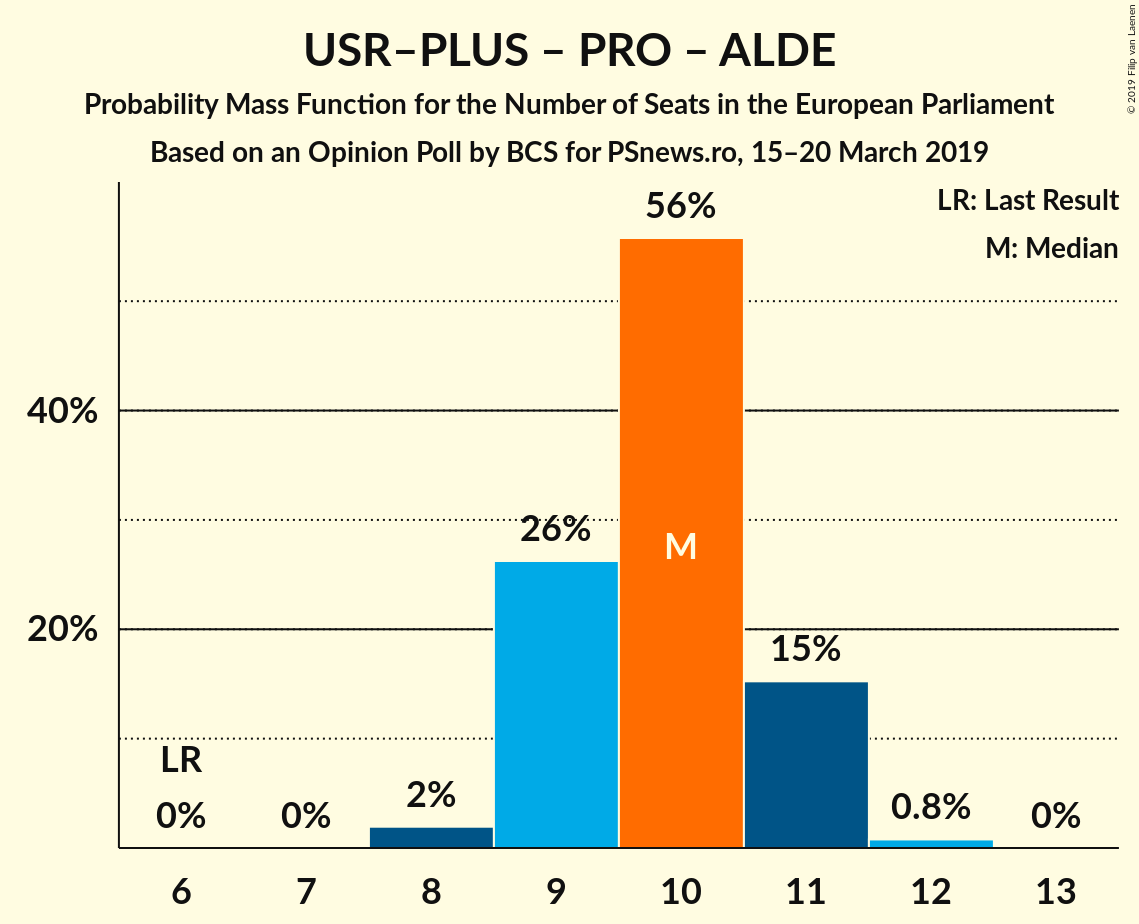 USR–PLUS – PRO – ALDE
Probability Mass Function for the Number of Seats in the European Parliament
Based on an Opinion Poll by BCS for PSnews.ro, 15–20 March 2019
© 2019 Filip van Laenen
LR: Last Result
M: Median
56%
40%
26%
M
20%
15%
LR
0%
0%
2%
0.8%
0%
6 7 8 9 10 11 12 13